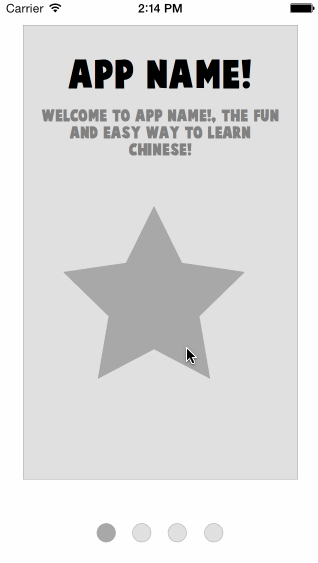 Carrier 2:14 PM
APP NAME!
WELCOME TO APP NAME!, THE FUN
AND EASY WAY TO LEARN
CHINESE!